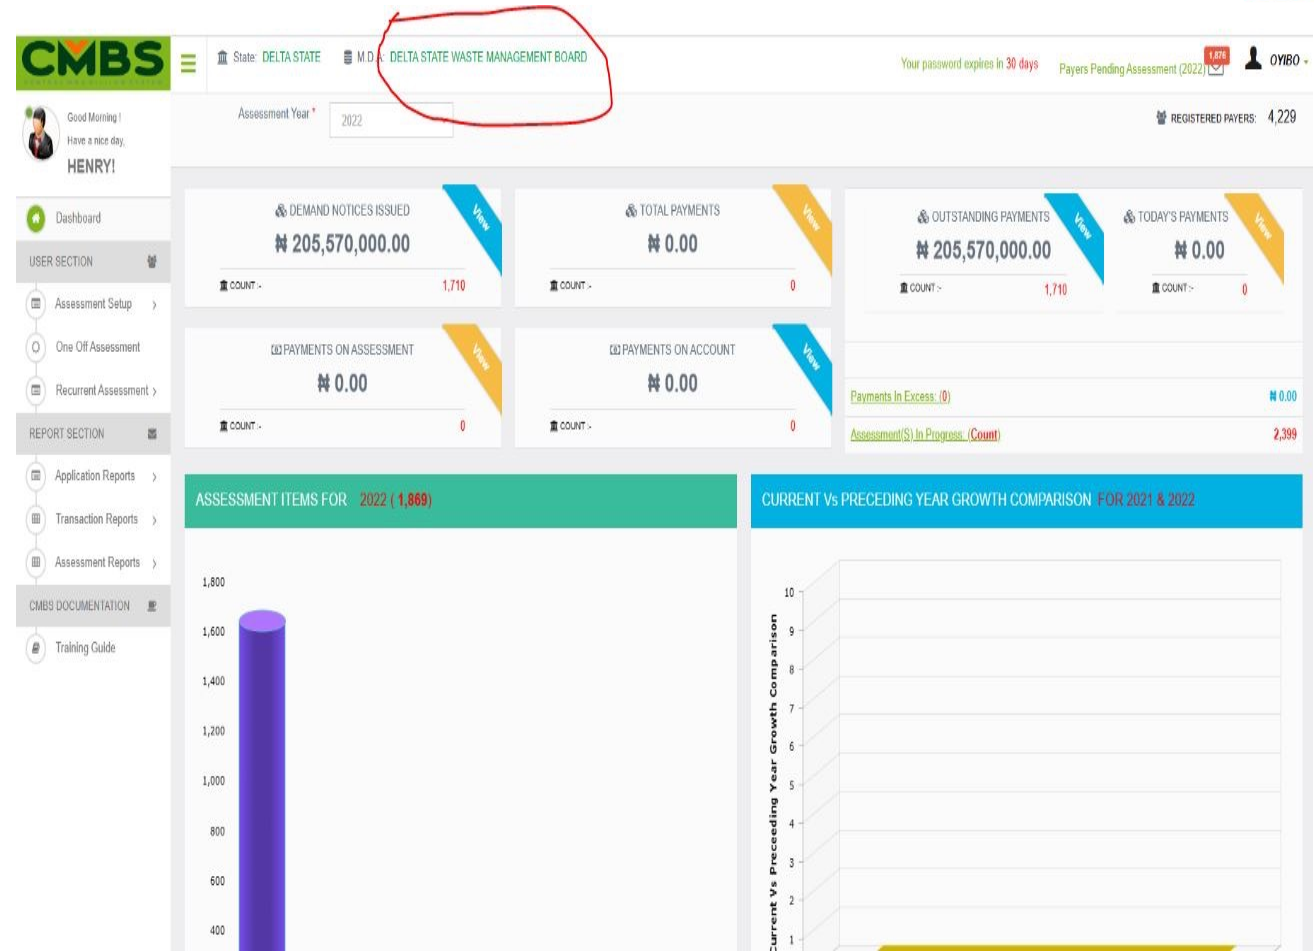 CMBS
State: DELTA STATE
M.D.A: DELTA STATE WASTE MANAGEMENT BOARD
Your password expires in 30 days
Payers Pending Assessment (2022)
1,876
OYIBO
Good Morning !
Have a nice day,
HENRY!
Assessment Year *
2022
REGISTERED PAYERS: 4,229
Dashboard
USER SECTION
Assessment Setup
One Off Assessment
Recurrent Assessment
REPORT SECTION
Application Reports
Transaction Reports
Assessment Reports
CMBS DOCUMENTATION
Training Guide
DEMAND NOTICES ISSUED
View
₦ 205,570,000.00
COUNT :- 1,710
TOTAL PAYMENTS
View
₦ 0.00
COUNT :- 0
OUTSTANDING PAYMENTS
View
₦ 205,570,000.00
COUNT :- 1,710
TODAY'S PAYMENTS
View
₦ 0.00
COUNT :- 0
PAYMENTS ON ASSESSMENT
View
₦ 0.00
COUNT :- 0
PAYMENTS ON ACCOUNT
View
₦ 0.00
COUNT :- 0
Payments In Excess: (0) ₦ 0.00
Assessment(S) In Progress: (Count) 2,399
ASSESSMENT ITEMS FOR 2022 ( 1,869)
1,800
1,600
1,400
1,200
1,000
800
600
400
CURRENT Vs PRECEDING YEAR GROWTH COMPARISON FOR 2021 & 2022
Current Vs Preceeding Year Growth Comparison
10
9
8
7
6
5
4
3
2
1